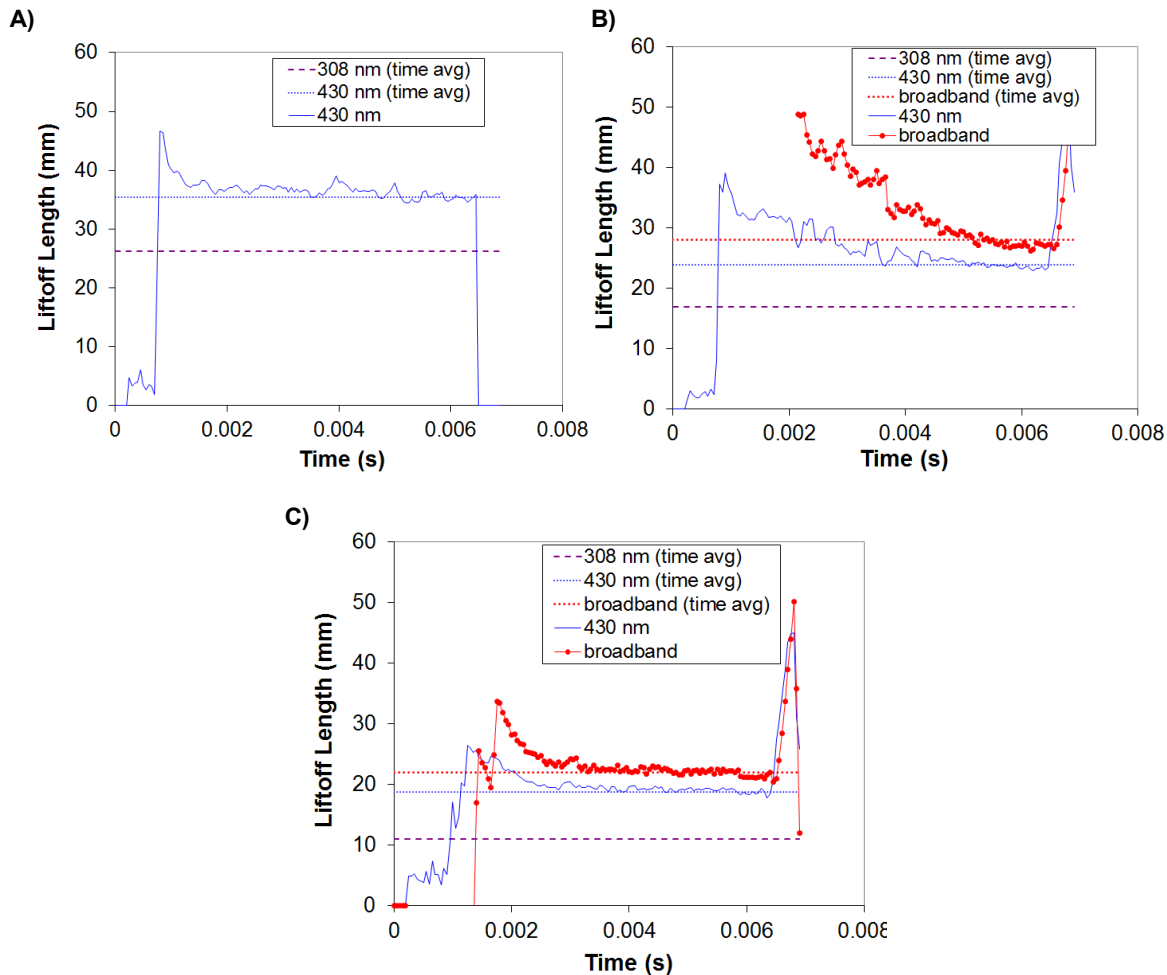 A)
60
50
40
30
20
10
0
Liftoff Length (mm)
308 nm (time avg)
430 nm (time avg)
430 nm
0 0.002 0.004 0.006 0.008
Time (s)
B)
60
50
40
30
20
10
0
Liftoff Length (mm)
308 nm (time avg)
430 nm (time avg)
broadband (time avg)
430 nm
broadband
0 0.002 0.004 0.006 0.008
Time (s)
C)
60
50
40
30
20
10
0
Liftoff Length (mm)
308 nm (time avg)
430 nm (time avg)
broadband (time avg)
430 nm
broadband
0 0.002 0.004 0.006 0.008
Time (s)